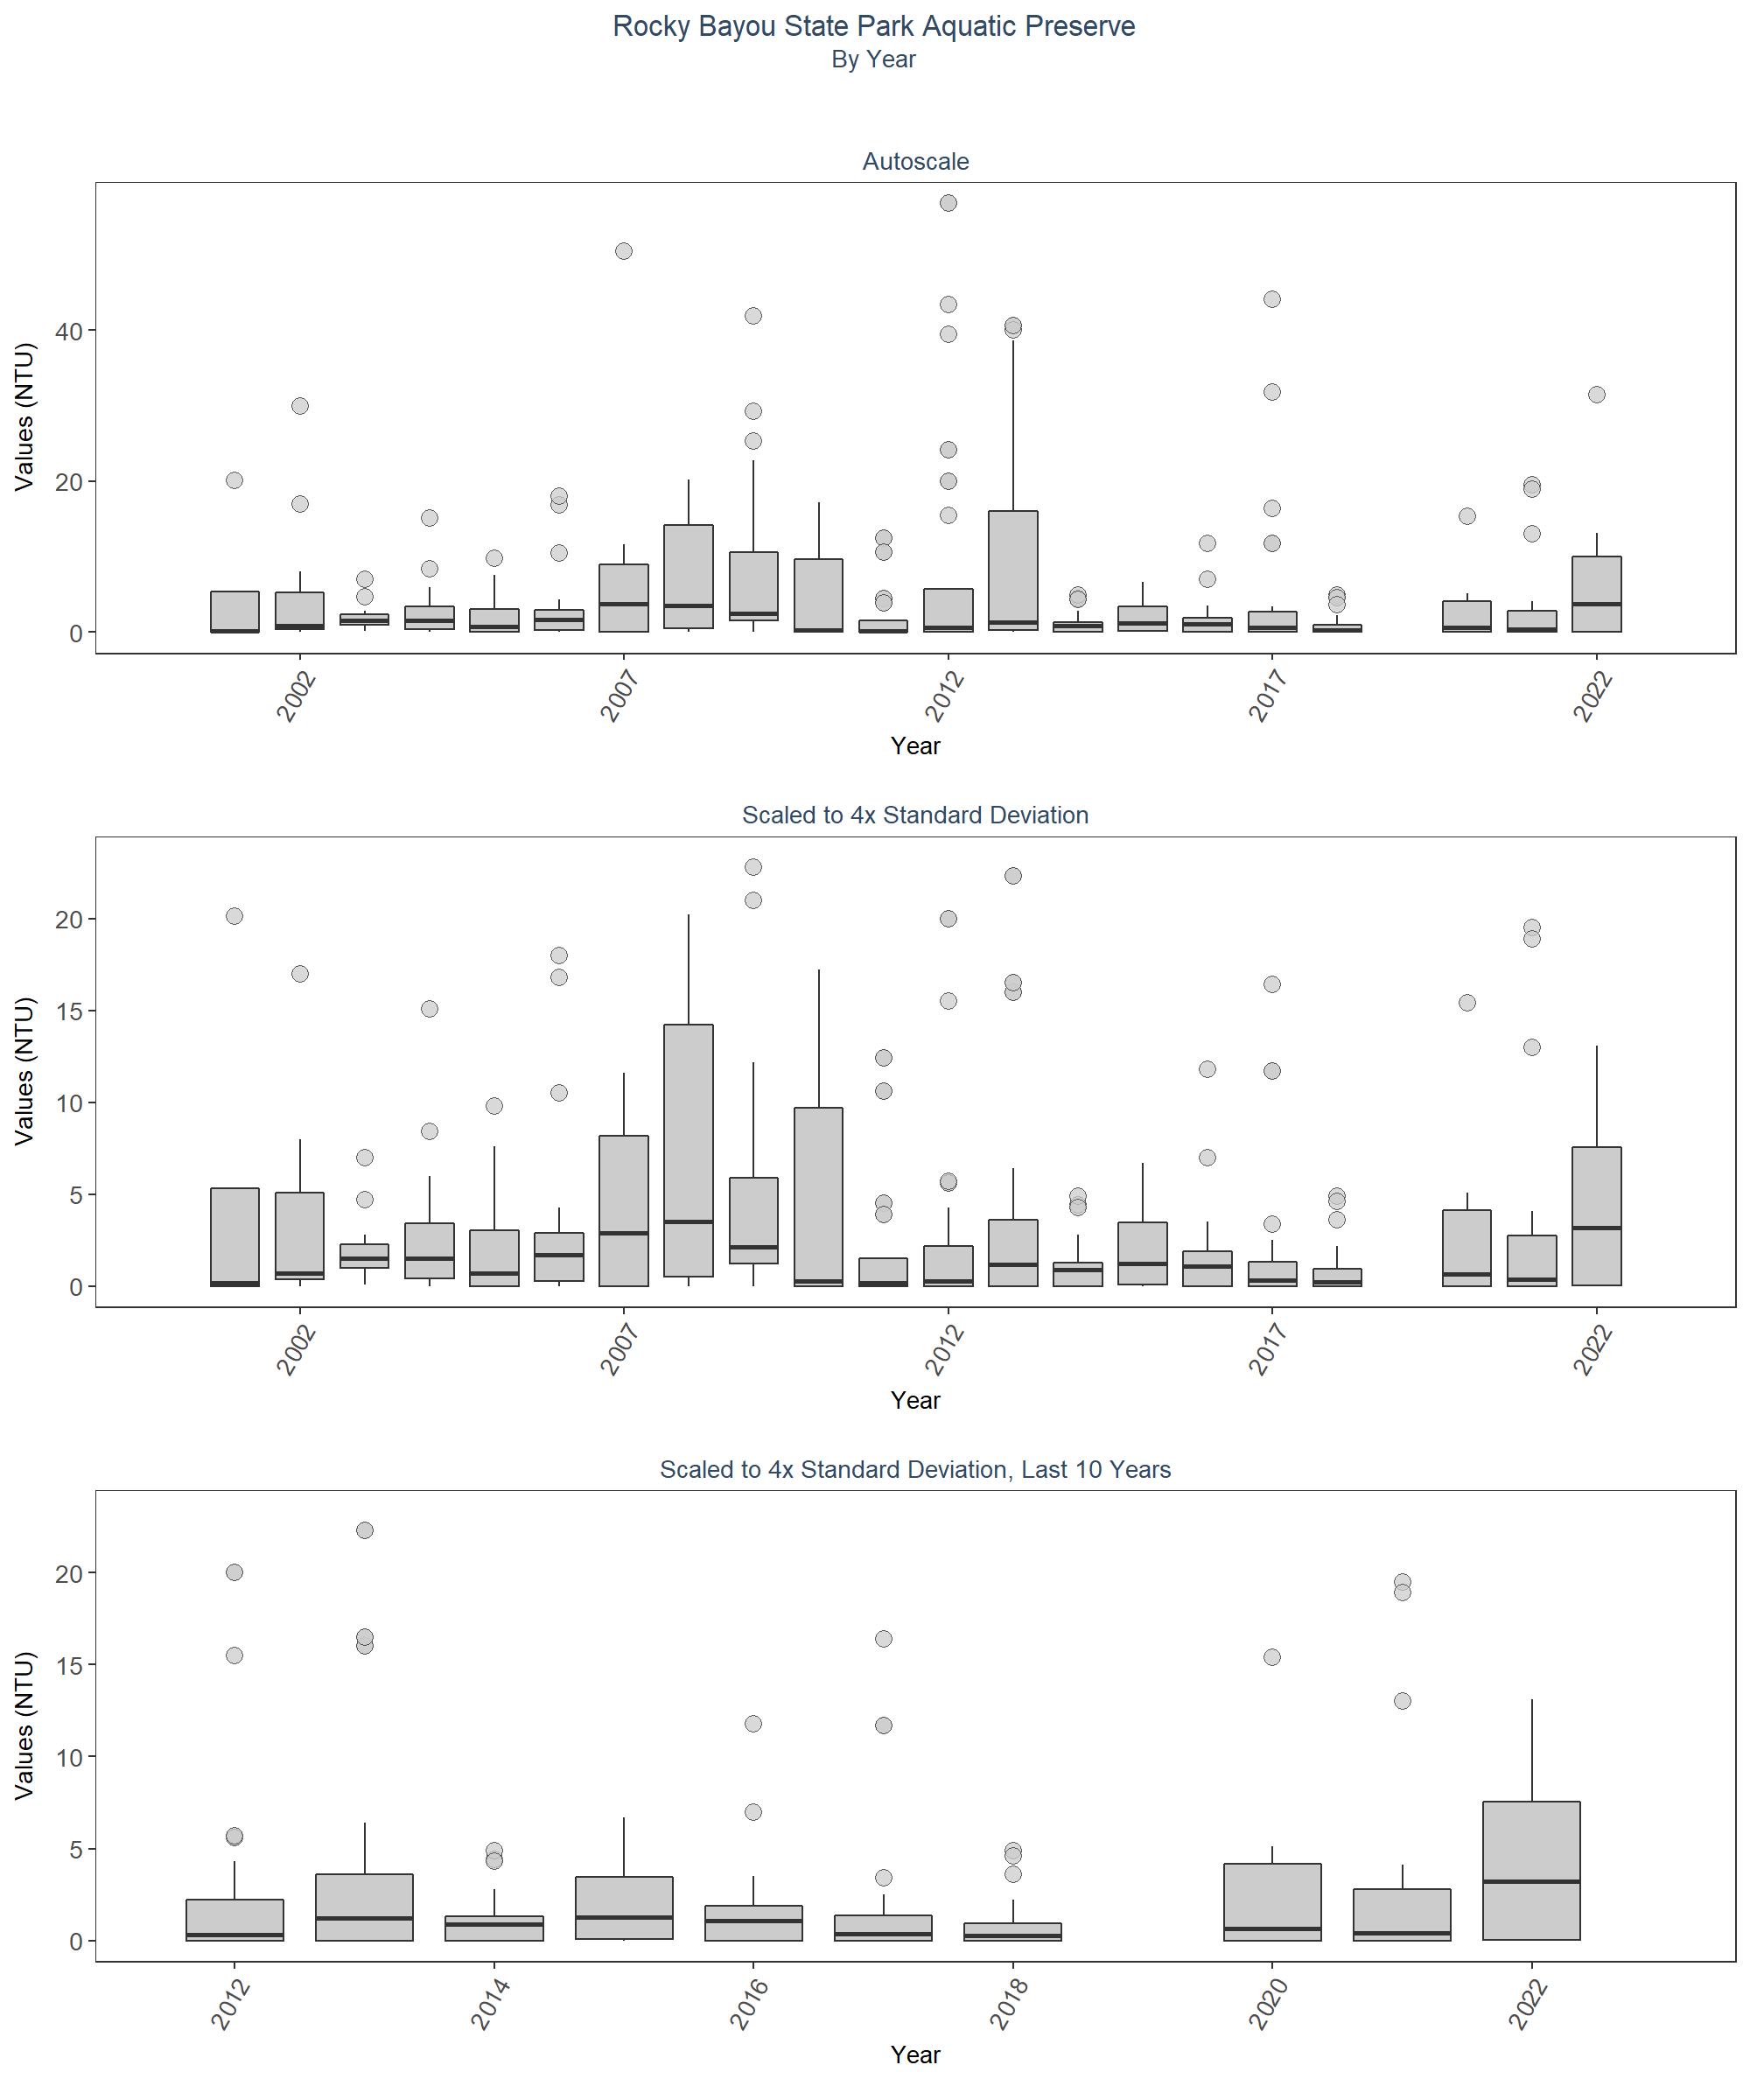 Rocky Bayou State Park Aquatic Preserve
By Year
Autoscale
Values (NTU)
40
20
0
2002
2007
2012
2017
2022
Year
Scaled to 4x Standard Deviation
Values (NTU)
20
15
10
5
0
2002
2007
2012
2017
2022
Year
Scaled to 4x Standard Deviation, Last 10 Years
Values (NTU)
20
15
10
5
0
2012
2014
2016
2018
2020
2022
Year